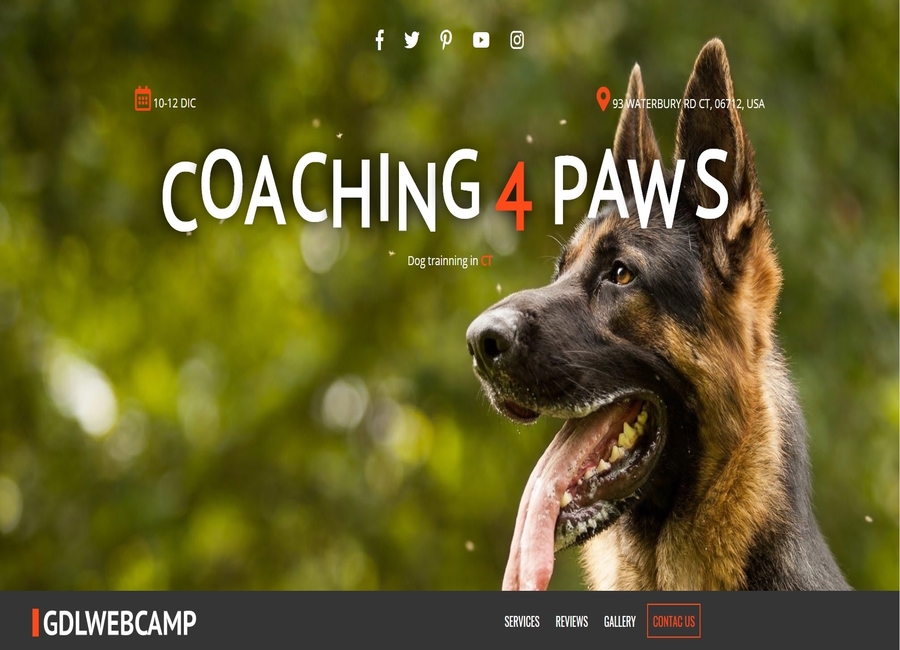 10-12 DIC
93 WATERBURY RD CT, 06712, USA
COACHING 4 PAWS
Dog trainning in CT
GDLWEBCAMP
SERVICES REVIEWS GALLERY CONTAC US